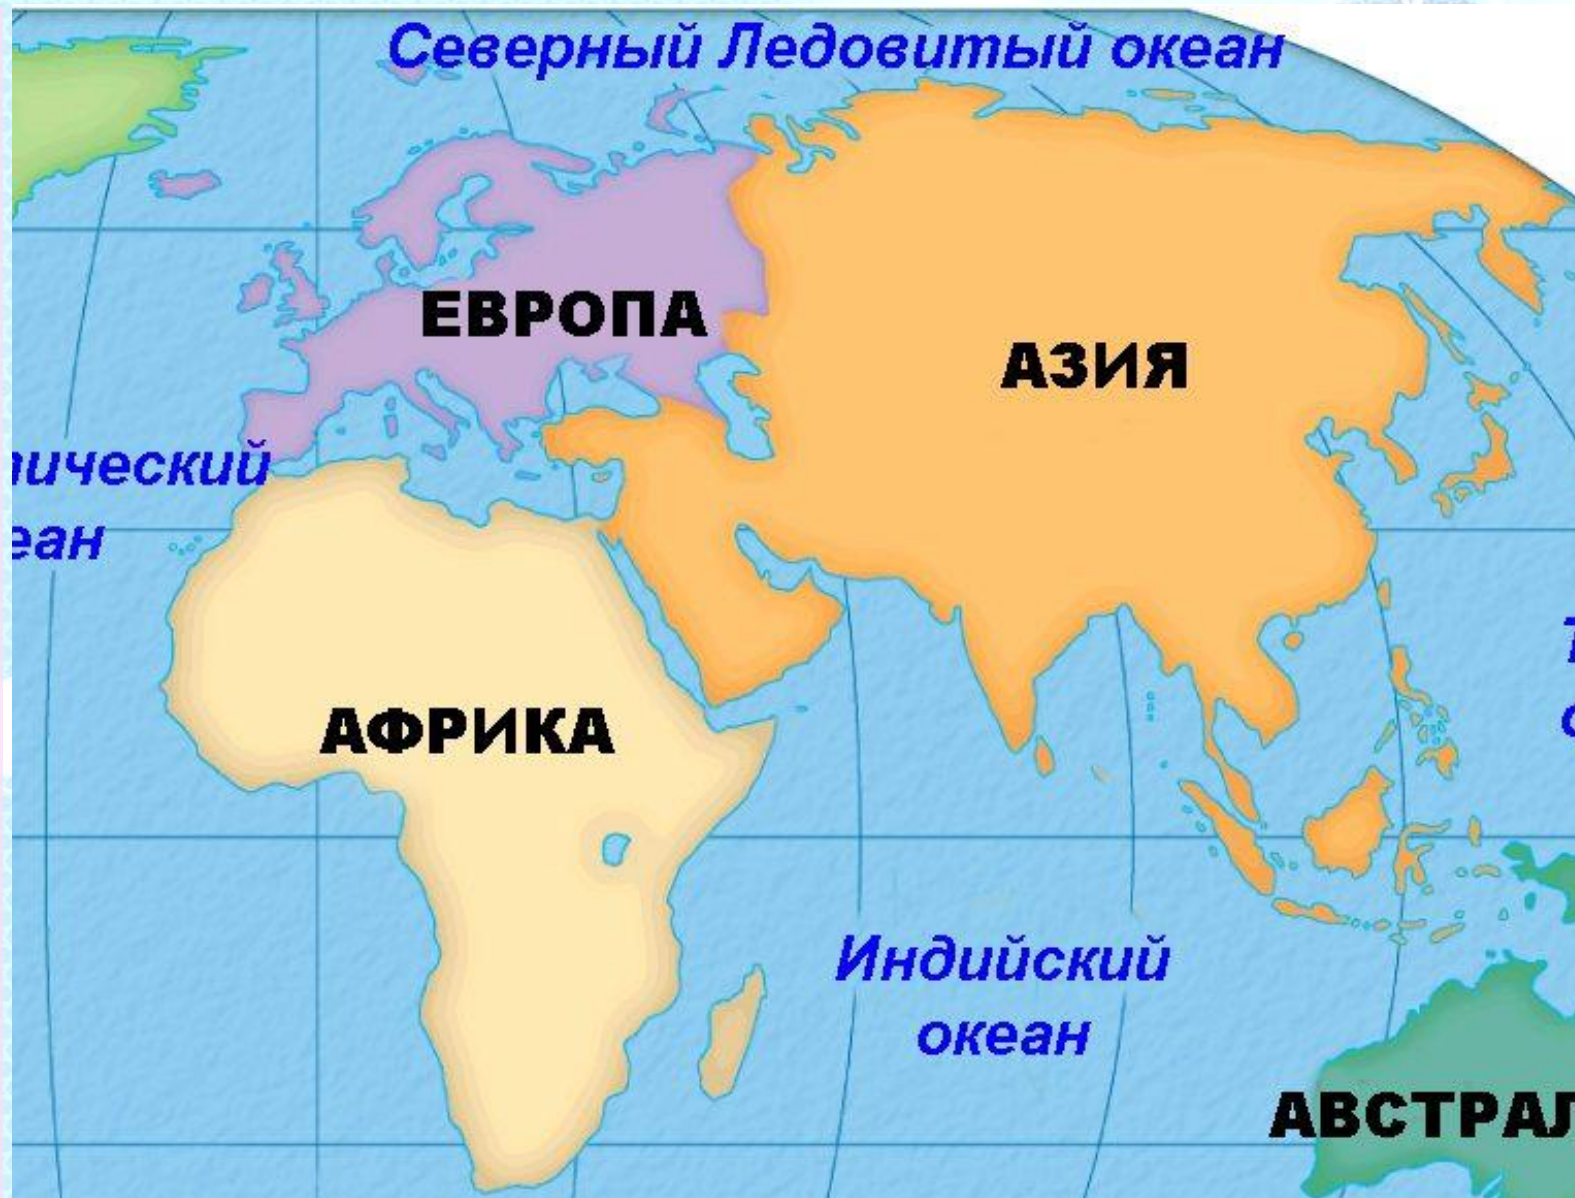 Северный Ледовитый океан
ЕВРОПА
АЗИЯ
ический
еан
АФРИКА
Индийский
океан
АВСТРАЛ